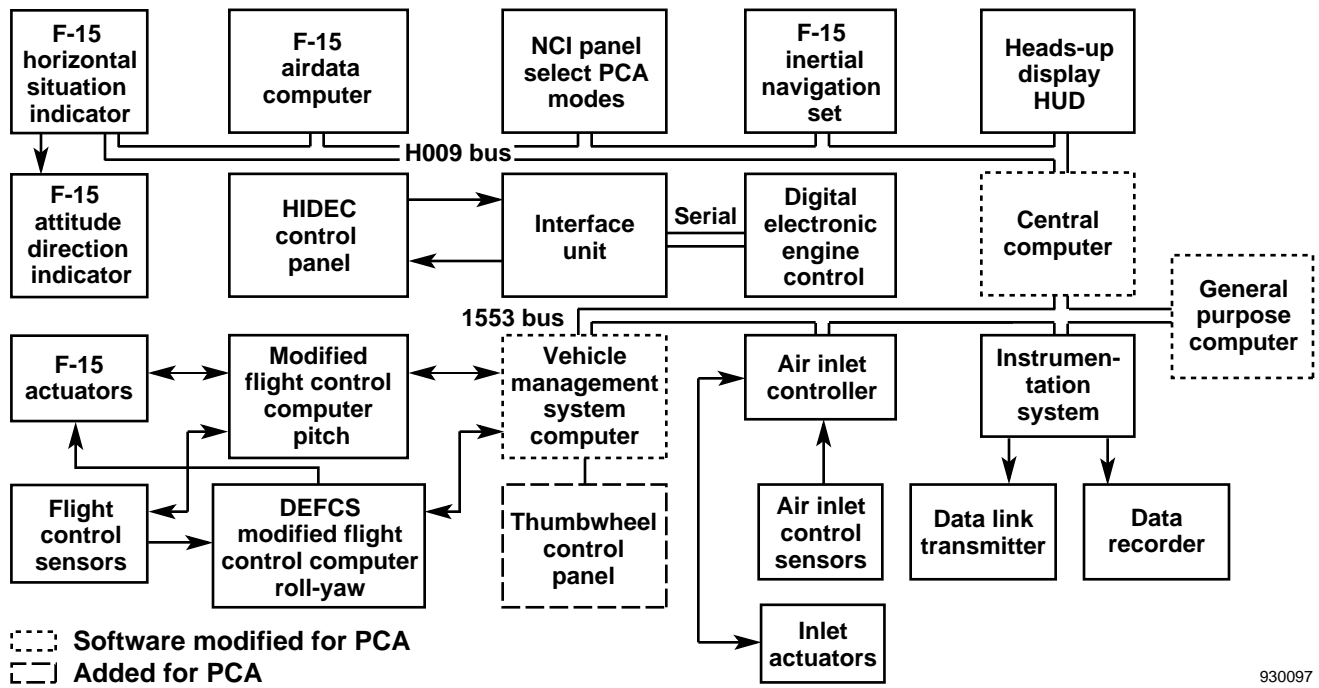 F-15
horizontal
situation
indicator
F-15
airdata
computer
NCI panel
select PCA
modes
F-15
inertial
navigation
set
Heads-up
display
HUD
H009 bus
F-15
attitude
direction
indicator
HIDEC
control
panel
Interface
unit
Serial
Digital
electronic
engine
control
Central
computer
General
purpose
computer
1553 bus
F-15
actuators
Modified
flight control
computer
pitch
Vehicle
management
system
computer
Air inlet
controller
Instrumen-
tation
system
Flight
control
sensors
DEFCS
modified flight
control computer
roll-yaw
Thumbwheel
control
panel
Air inlet
control
sensors
Data link
transmitter
Data
recorder
Inlet
actuators
Software modified for PCA
Added for PCA
930097